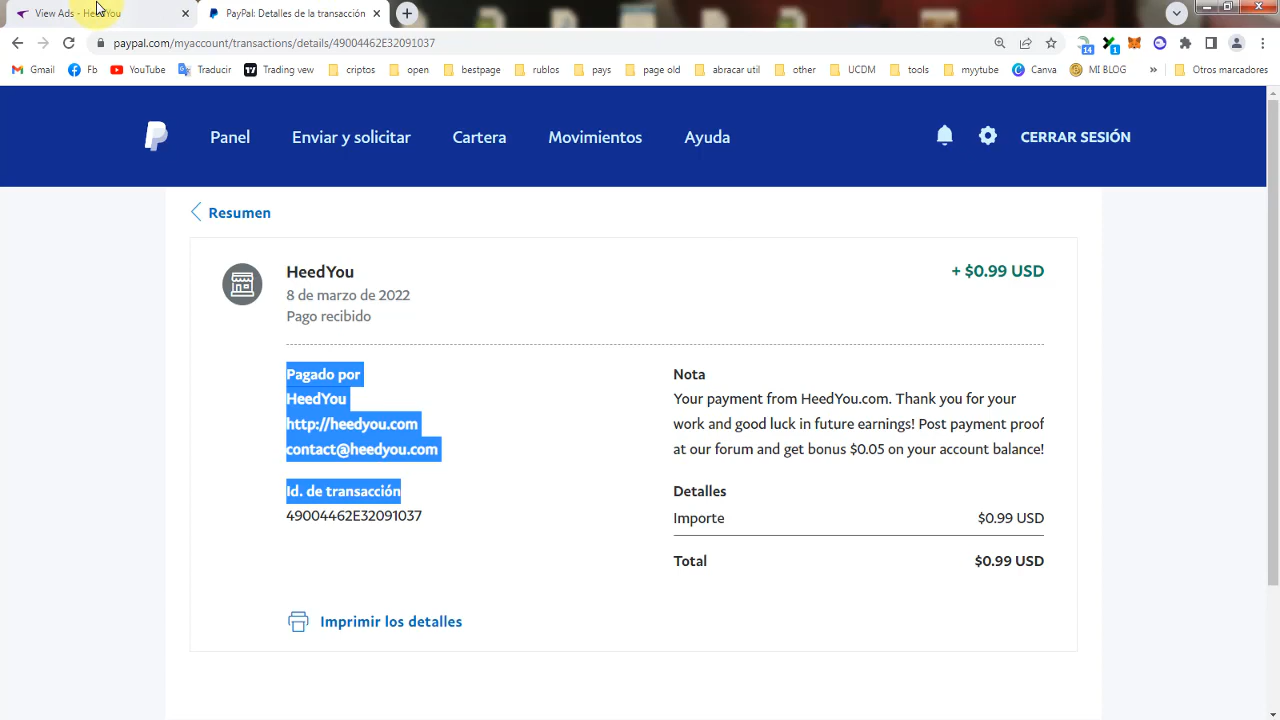 View Ads - HeedYou
PayPal: Detalles de la transacción
paypal.com/myaccount/transactions/details/49004462E32091037
14
1
Gmail
Fb
YouTube
Traducir
Trading vew
criptos
open
bestpage
rublos
pays
page old
abracar util
other
UCDM
tools
myytube
Canva
MI BLOG
»
Otros marcadores
Panel
Enviar y solicitar
Cartera
Movimientos
Ayuda
CERRAR SESIÓN
Resumen
HeedYou
+ $0.99 USD
8 de marzo de 2022
Pago recibido
Pagado por
HeedYou
http://heedyou.com
contact@heedyou.com
Id. de transacción
49004462E32091037
Nota
Your payment from HeedYou.com. Thank you for your
work and good luck in future earnings! Post payment proof
at our forum and get bonus $0.05 on your account balance!
Detalles
Importe $0.99 USD
Total $0.99 USD
Imprimir los detalles